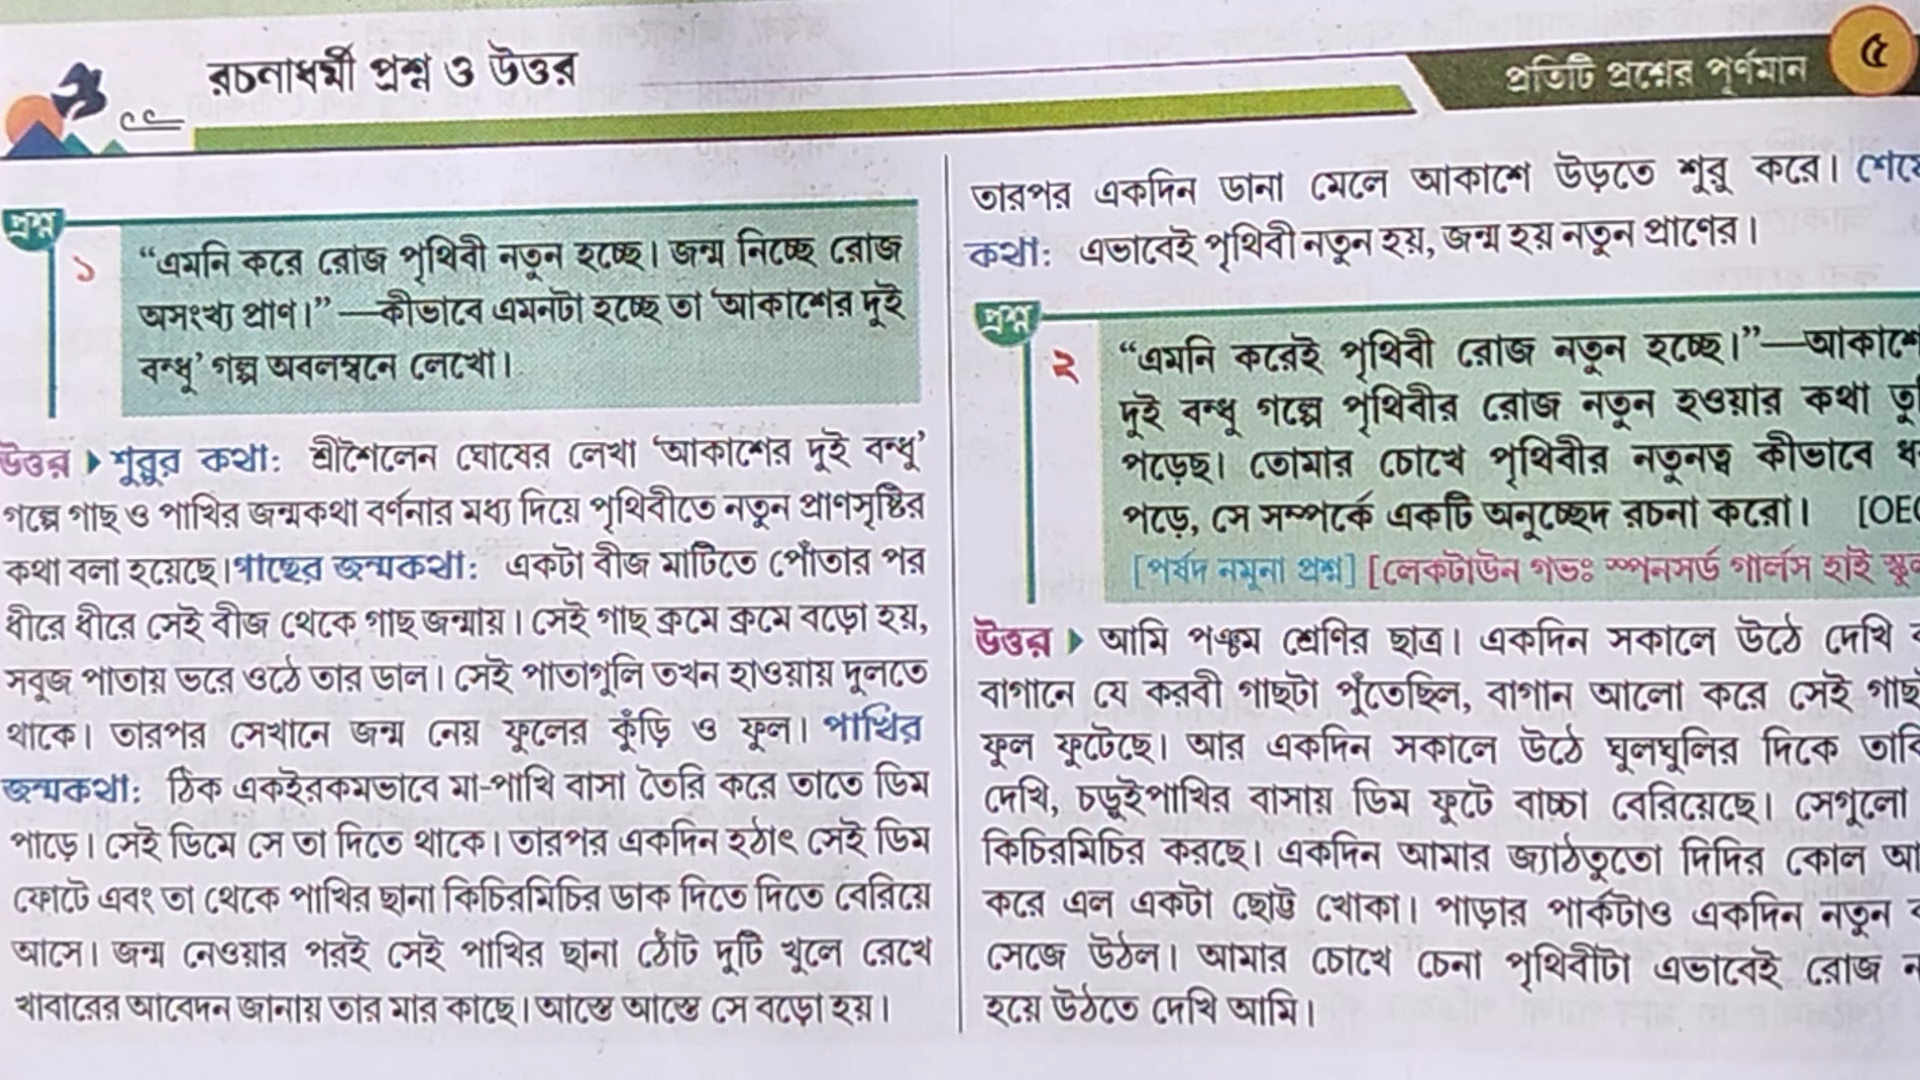 রচনাধর্মী প্রশ্ন ও উত্তর
প্রতিটি প্রশ্নের পূর্ণমান ৫
প্রশ্ন
১
“এমনি করে রোজ পৃথিবী নতুন হচ্ছে। জন্ম নিচ্ছে রোজ
অসংখ্য প্রাণ।”—কীভাবে এমনটা হচ্ছে তা ‘আকাশের দুই
বন্ধু’ গল্প অবলম্বনে লেখো।
উত্তর ▶ শুরুর কথা: শ্রীশৈলেন ঘোষের লেখা ‘আকাশের দুই বন্ধু’
গল্পে গাছ ও পাখির জন্মকথা বর্ণনার মধ্য দিয়ে পৃথিবীতে নতুন প্রাণসৃষ্টির
কথা বলা হয়েছে। গাছের জন্মকথা: একটা বীজ মাটিতে পোঁতার পর
ধীরে ধীরে সেই বীজ থেকে গাছ জন্মায়। সেই গাছ ক্রমে ক্রমে বড়ো হয়,
সবুজ পাতায় ভরে ওঠে তার ডাল। সেই পাতাগুলি তখন হাওয়ায় দুলতে
থাকে। তারপর সেখানে জন্ম নেয় ফুলের কুঁড়ি ও ফুল। পাখির
জন্মকথা: ঠিক একইরকমভাবে মা-পাখি বাসা তৈরি করে তাতে ডিম
পাড়ে। সেই ডিমে সে তা দিতে থাকে। তারপর একদিন হঠাৎ সেই ডিম
ফোটে এবং তা থেকে পাখির ছানা কিচিরমিচির ডাক দিতে দিতে বেরিয়ে
আসে। জন্ম নেওয়ার পরই সেই পাখির ছানা ঠোঁট দুটি খুলে রেখে
খাবারের আবেদন জানায় তার মার কাছে। আস্তে আস্তে সে বড়ো হয়।
তারপর একদিন ডানা মেলে আকাশে উড়তে শুরু করে।
কথা: এভাবেই পৃথিবী নতুন হয়, জন্ম হয় নতুন প্রাণের।
প্রশ্ন
২
“এমনি করেই পৃথিবী রোজ নতুন হচ্ছে।”—
দুই বন্ধু গল্পে পৃথিবীর রোজ নতুন হওয়ার কথা
পড়েছ। তোমার চোখে পৃথিবীর নতুনত্ব কীভাবে
পড়ে, সে সম্পর্কে একটি অনুচ্ছেদ রচনা করো।
[পর্ষদ নমুনা প্রশ্ন] [লেকটাউন গভঃ স্পনসর্ড গার্লস হাই
উত্তর ▶ আমি পঞ্চম শ্রেণির ছাত্র। একদিন সকালে উঠে দেখি
বাগানে যে করবী গাছটা পুঁতেছিল, বাগান আলো করে সেই
ফুল ফুটেছে। আর একদিন সকালে উঠে ঘুলঘুলির দিকে
দেখি, চড়ুইপাখির বাসায় ডিম ফুটে বাচ্চা বেরিয়েছে। সেগুলো
কিচিরমিচির করছে। একদিন আমার জ্যাঠতুতো দিদির কোল
করে এল একটা ছোট্ট খোকা। পাড়ার পার্কটাও একদিন নতুন
সেজে উঠল। আমার চোখে চেনা পৃথিবীটা এভাবেই রোজ
হয়ে উঠতে দেখি আমি।